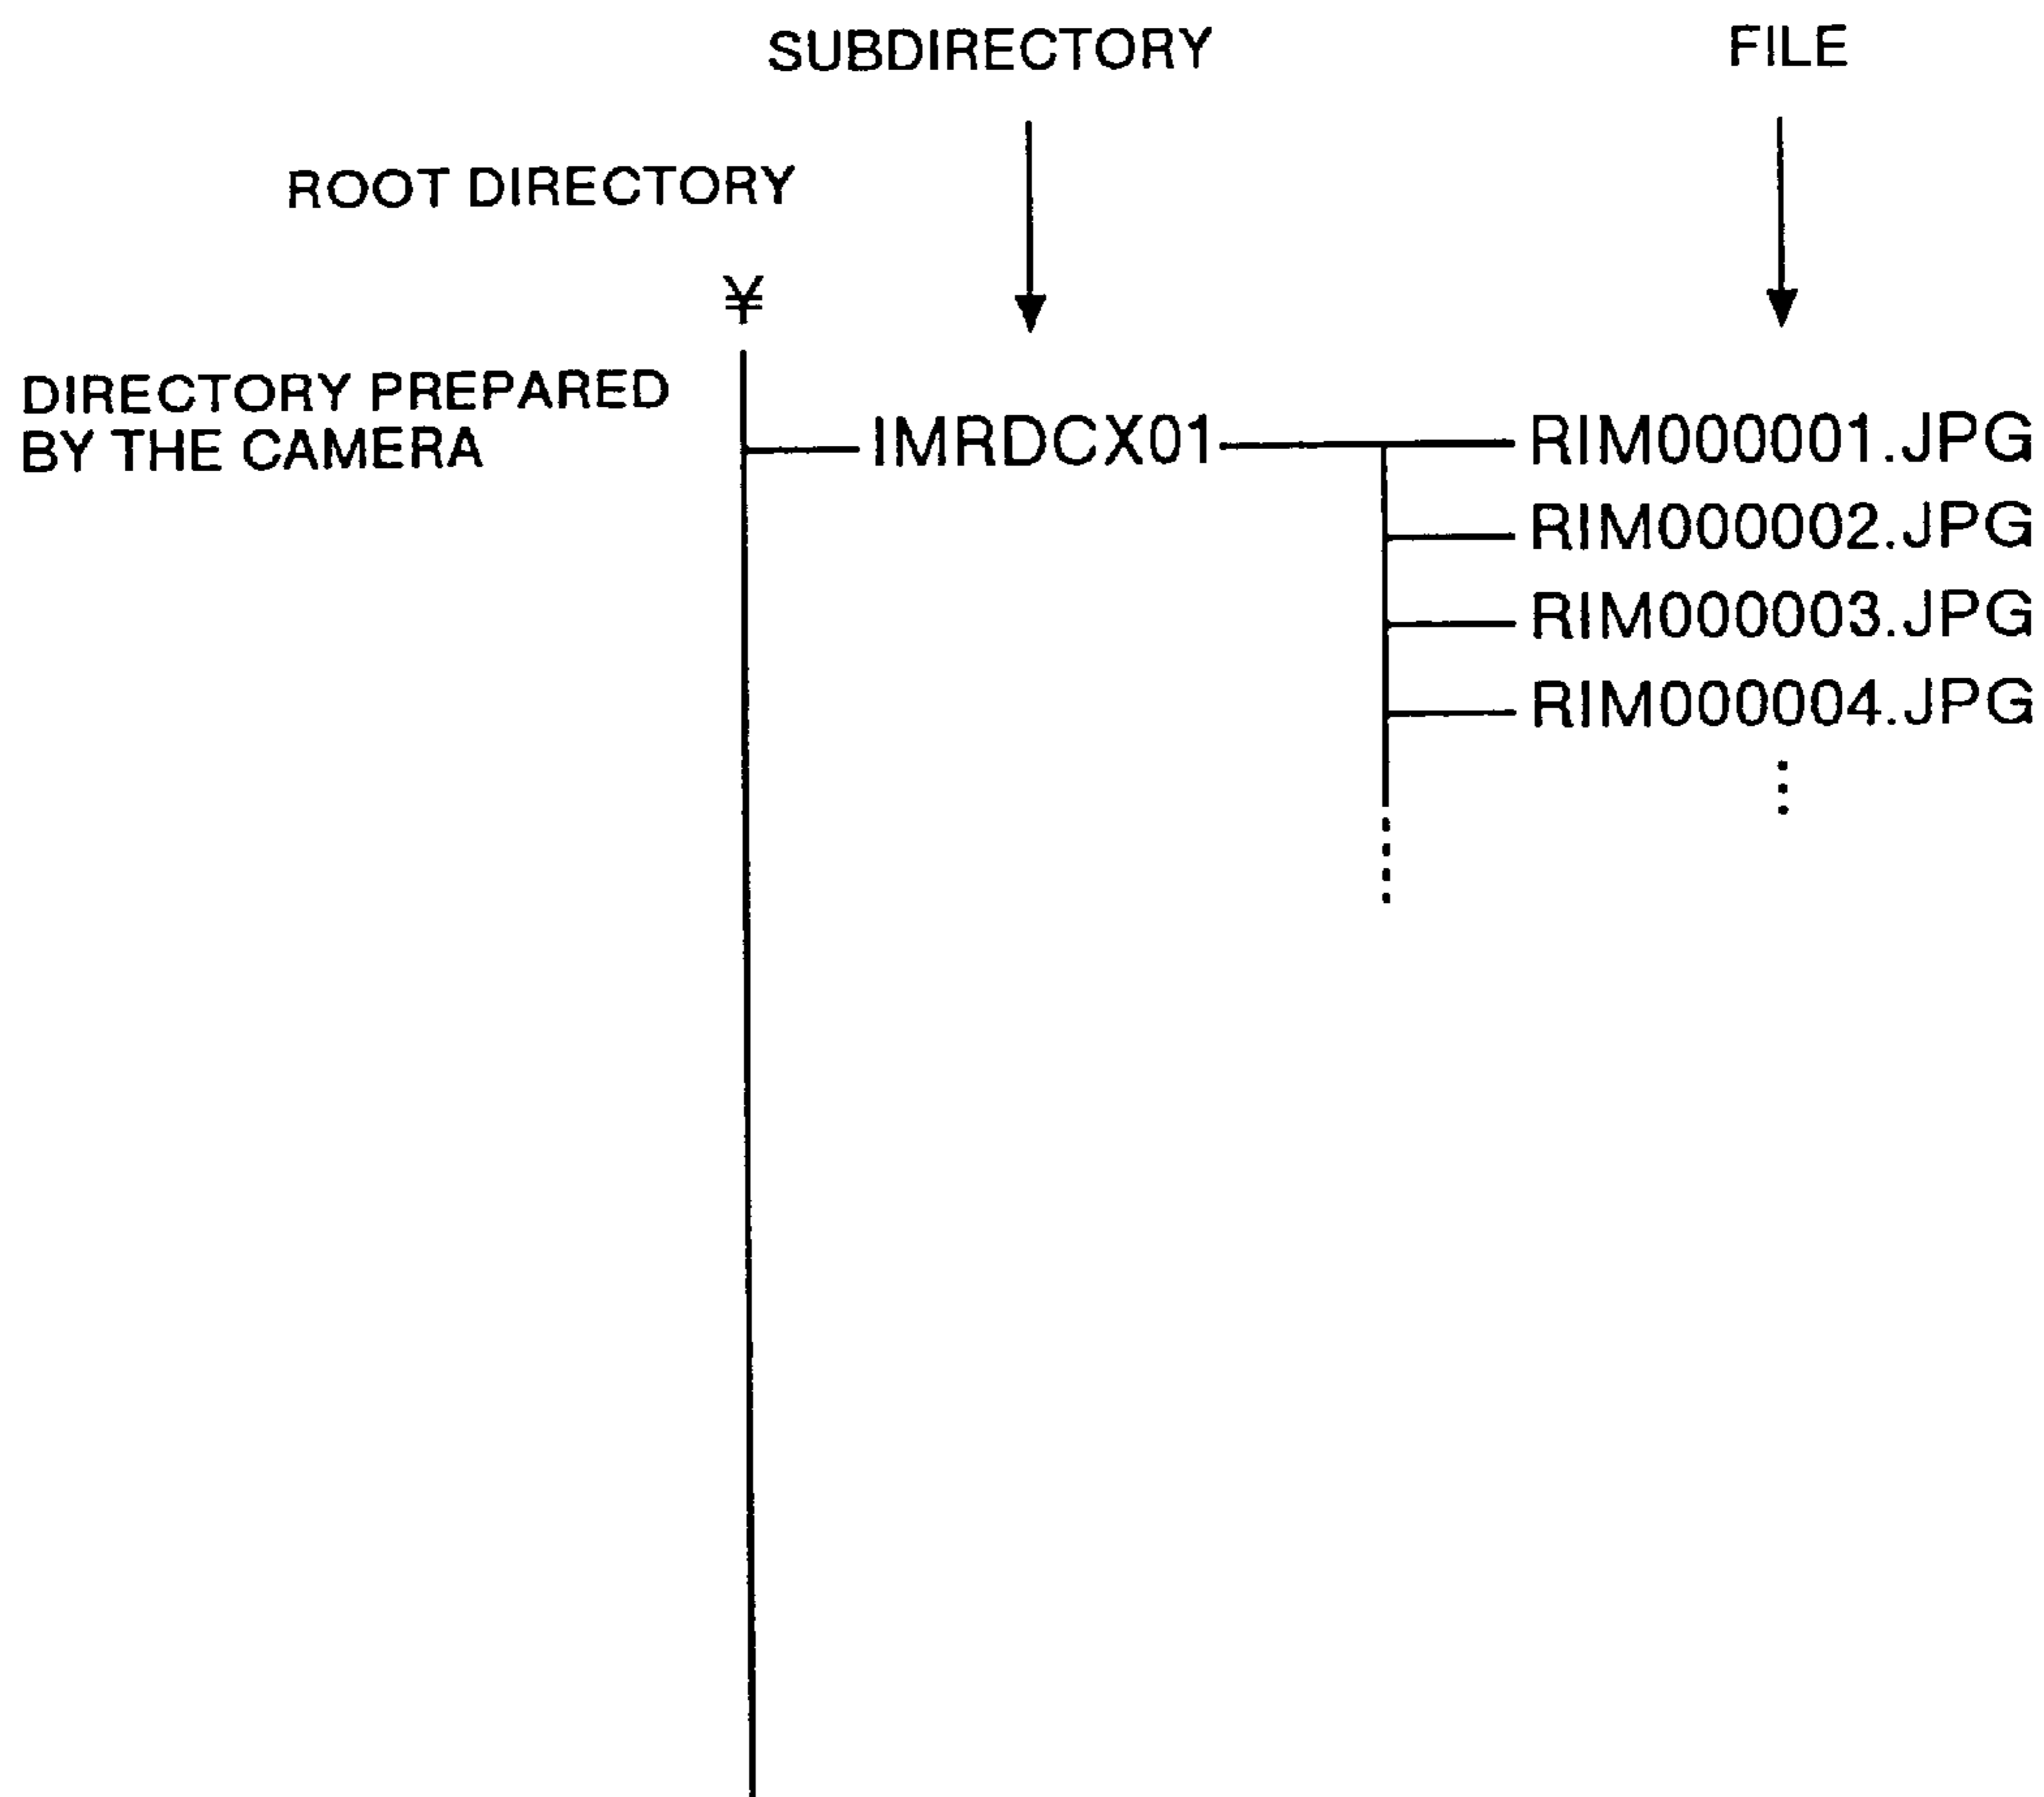 SUBDIRECTORY
FILE
ROOT DIRECTORY
¥
DIRECTORY PREPARED
BY THE CAMERA
IMRDCX01
RIM000001.JPG
RIM000002.JPG
RIM000003.JPG
RIM000004.JPG